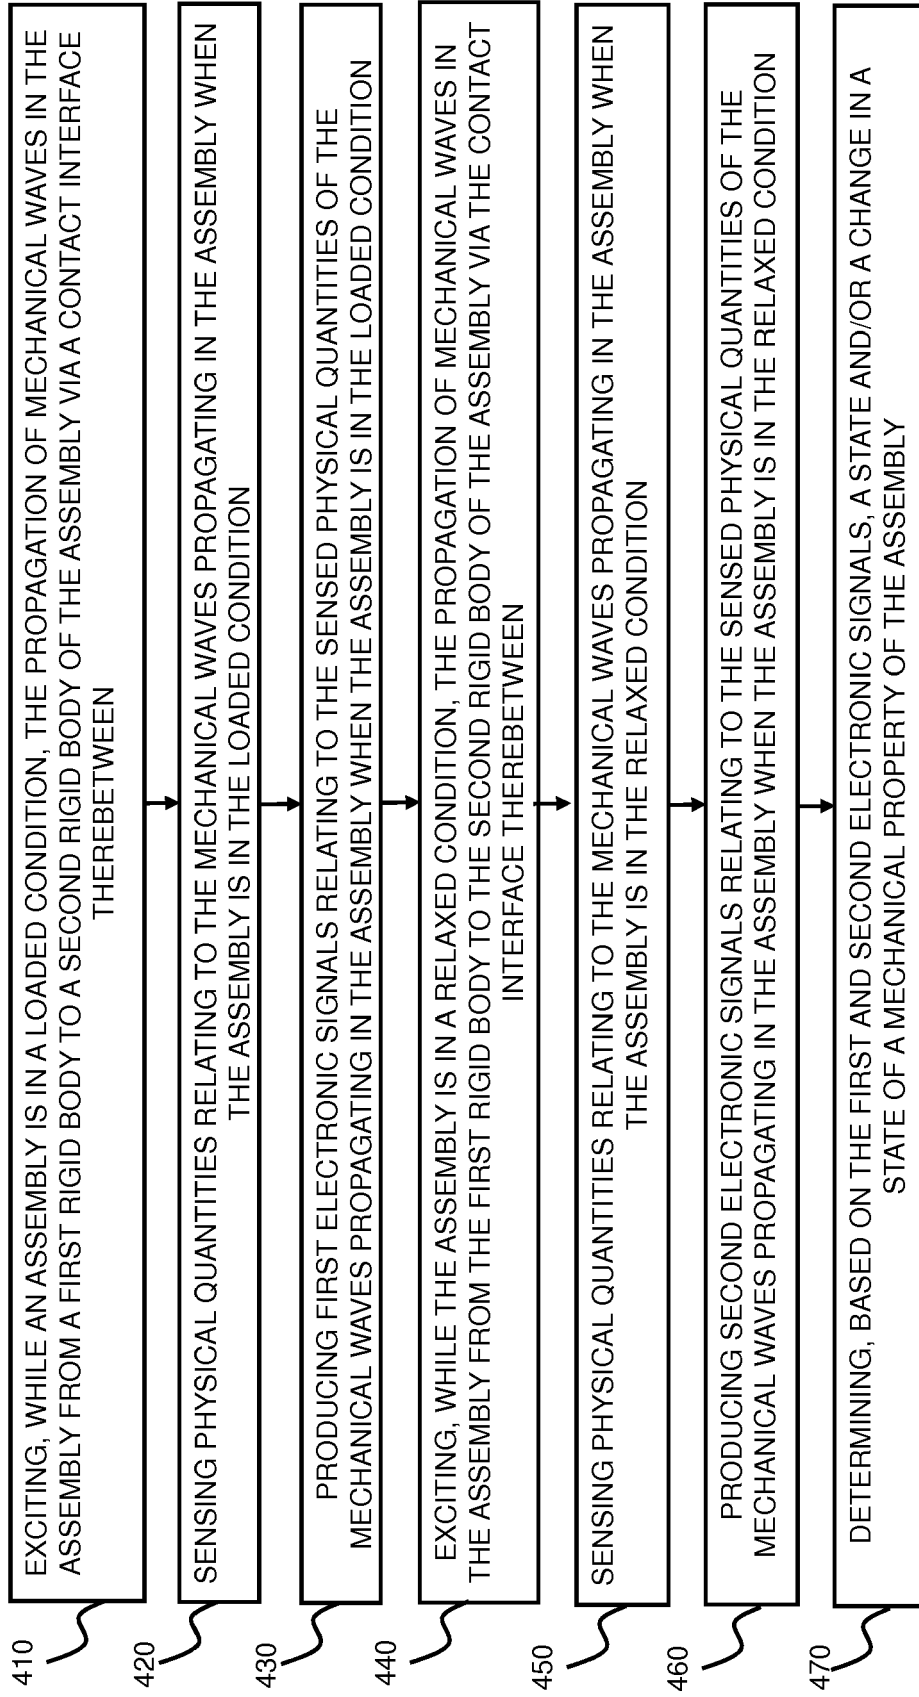 410
EXCITING, WHILE AN ASSEMBLY IS IN A LOADED CONDITION, THE PROPAGATION OF MECHANICAL WAVES IN THE
ASSEMBLY FROM A FIRST RIGID BODY TO A SECOND RIGID BODY OF THE ASSEMBLY VIA A CONTACT INTERFACE
THEREBETWEEN
420
SENSING PHYSICAL QUANTITIES RELATING TO THE MECHANICAL WAVES PROPAGATING IN THE ASSEMBLY WHEN
THE ASSEMBLY IS IN THE LOADED CONDITION
430
PRODUCING FIRST ELECTRONIC SIGNALS RELATING TO THE SENSED PHYSICAL QUANTITIES OF THE
MECHANICAL WAVES PROPAGATING IN THE ASSEMBLY WHEN THE ASSEMBLY IS IN THE LOADED CONDITION
440
EXCITING, WHILE THE ASSEMBLY IS IN A RELAXED CONDITION, THE PROPAGATION OF MECHANICAL WAVES IN
THE ASSEMBLY FROM THE FIRST RIGID BODY TO THE SECOND RIGID BODY OF THE ASSEMBLY VIA THE CONTACT
INTERFACE THEREBETWEEN
450
SENSING PHYSICAL QUANTITIES RELATING TO THE MECHANICAL WAVES PROPAGATING IN THE ASSEMBLY WHEN
THE ASSEMBLY IS IN THE RELAXED CONDITION
460
PRODUCING SECOND ELECTRONIC SIGNALS RELATING TO THE SENSED PHYSICAL QUANTITIES OF THE
MECHANICAL WAVES PROPAGATING IN THE ASSEMBLY WHEN THE ASSEMBLY IS IN THE RELAXED CONDITION
470
DETERMINING, BASED ON THE FIRST AND SECOND ELECTRONIC SIGNALS, A STATE AND/OR A CHANGE IN A
STATE OF A MECHANICAL PROPERTY OF THE ASSEMBLY